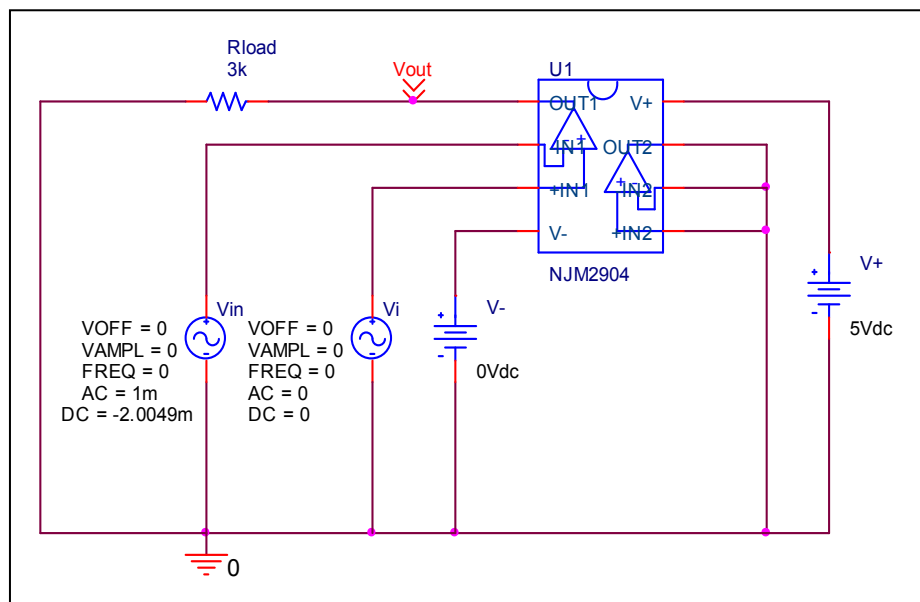 Rload
3k
Vout
U1
OUT1
V+
-IN1
OUT2
+IN1
-IN2
V-
+IN2
NJM2904
Vin
VOFF = 0
VAMPL = 0
FREQ = 0
AC = 1m
DC = -2.0049m
Vi
VOFF = 0
VAMPL = 0
FREQ = 0
AC = 0
DC = 0
V-
0Vdc
V+
5Vdc
0